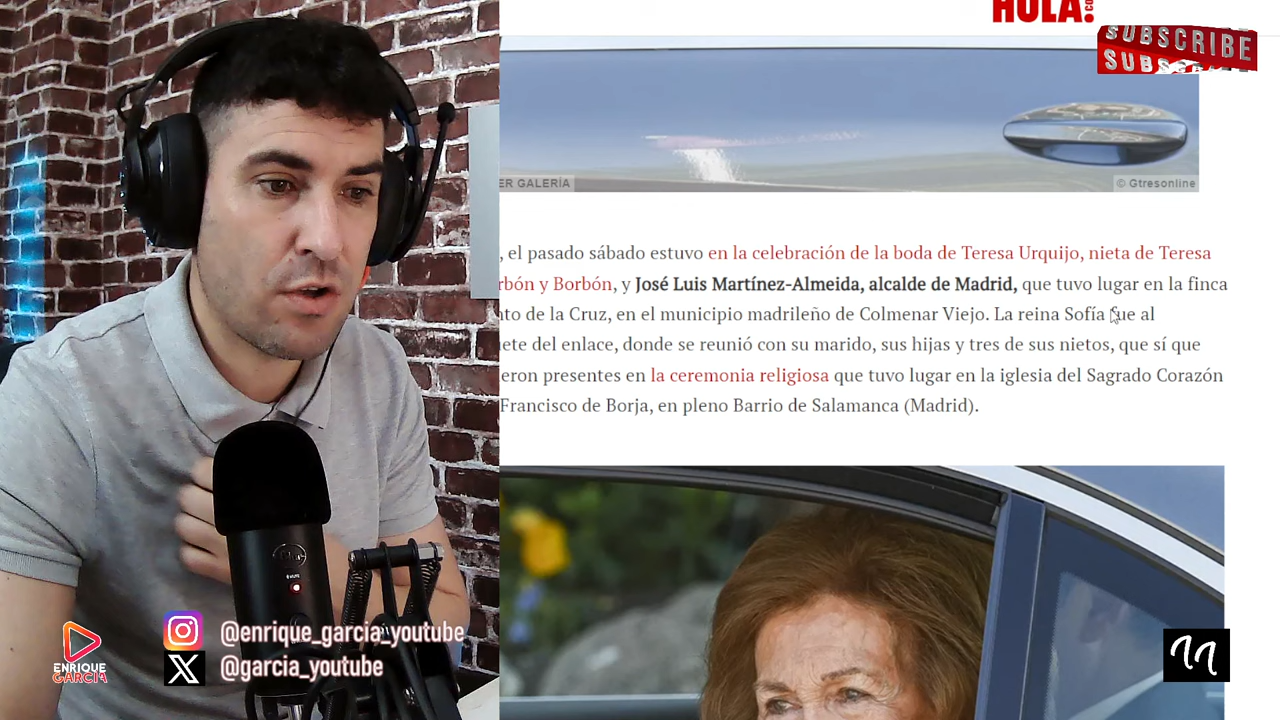 ¡HOLA!
SUBSCRIBE
ER GALERÍA
© Gtresonline
, el pasado sábado estuvo en la celebración de la boda de Teresa Urquijo, nieta de Teresa
rbón y Borbón, y José Luis Martínez-Almeida, alcalde de Madrid, que tuvo lugar en la finca
nto de la Cruz, en el municipio madrileño de Colmenar Viejo. La reina Sofía fue al
ete del enlace, donde se reunió con su marido, sus hijas y tres de sus nietos, que sí que
eron presentes en la ceremonia religiosa que tuvo lugar en la iglesia del Sagrado Corazón
Francisco de Borja, en pleno Barrio de Salamanca (Madrid).
@enrique_garcia_youtube
@garcia_youtube
ENRIQUE
GARCIA